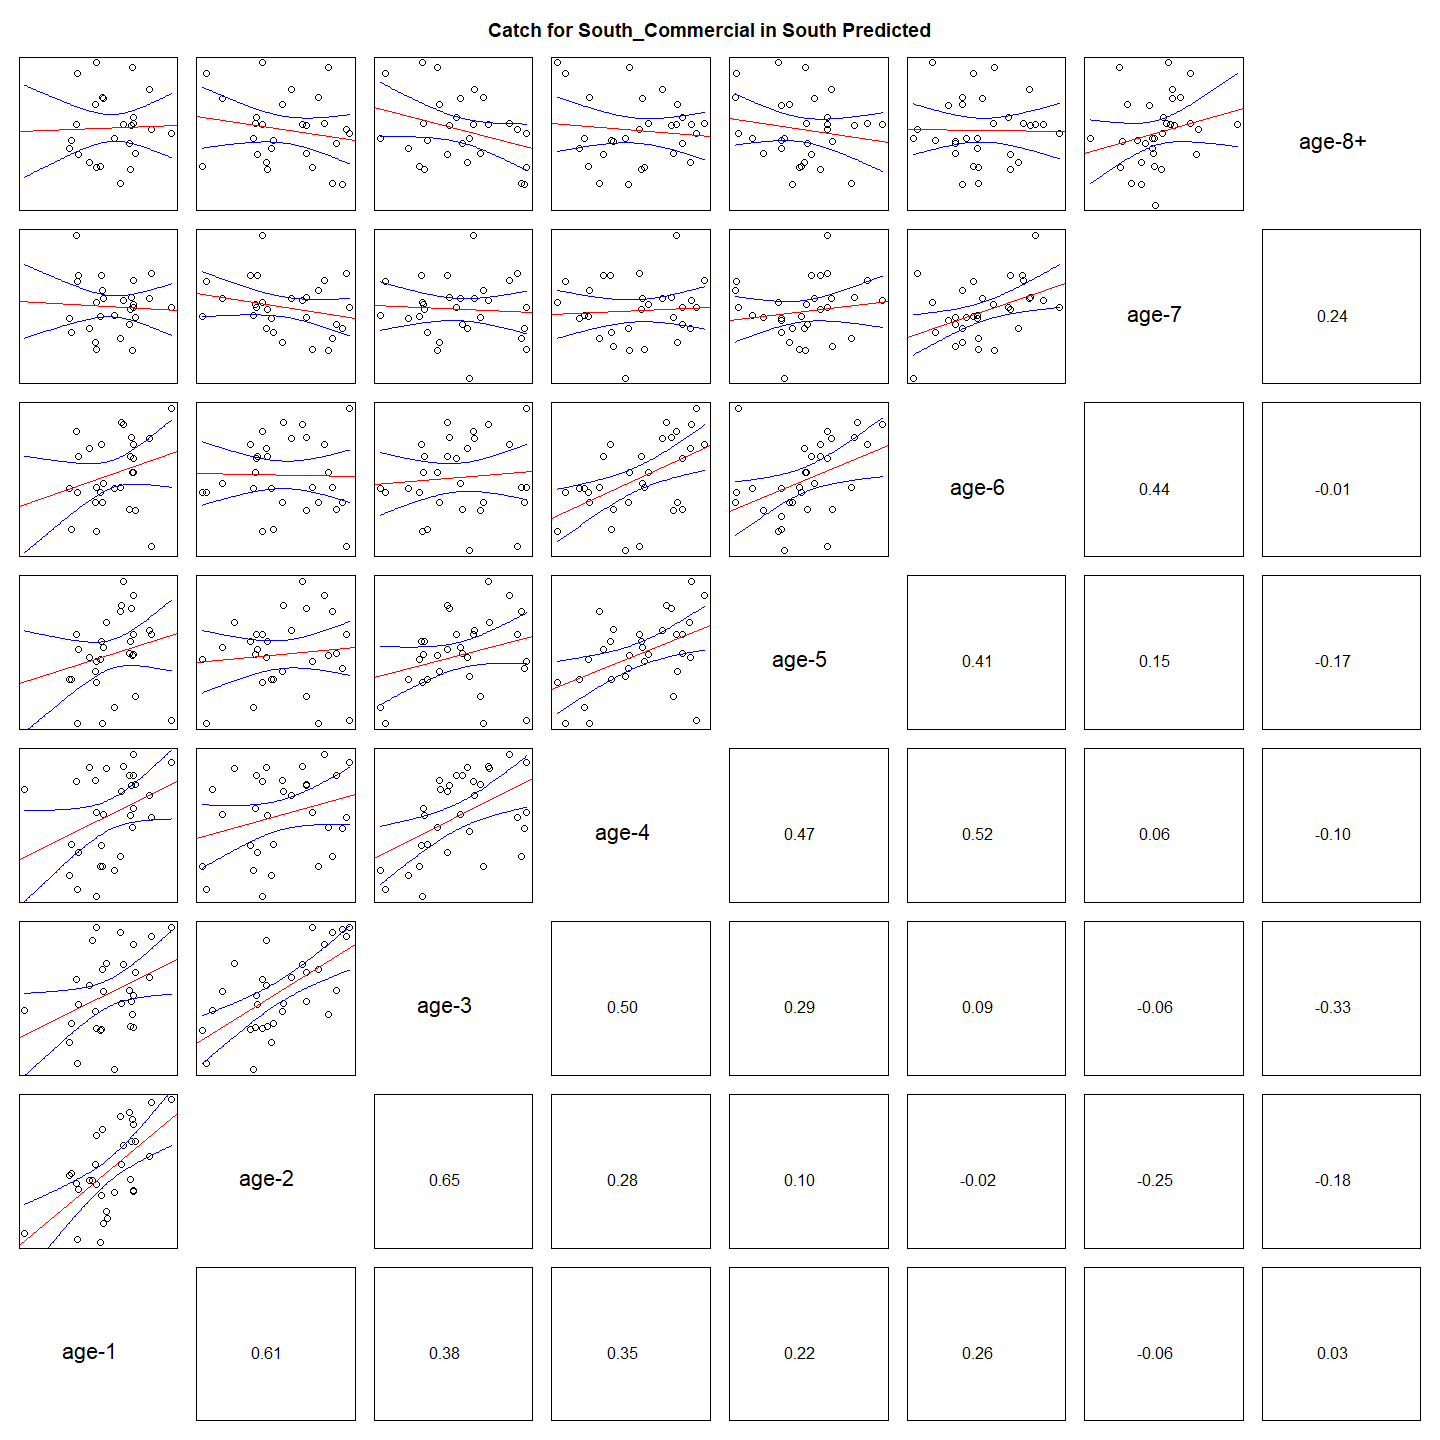 Catch for South_Commercial in South Predicted
age-8+
age-7 0.24
age-6 0.44 -0.01
age-5 0.41 0.15 -0.17
age-4 0.47 0.52 0.06 -0.10
age-3 0.50 0.29 0.09 -0.06 -0.33
age-2 0.65 0.28 0.10 -0.02 -0.25 -0.18
age-1 0.61 0.38 0.35 0.22 0.26 -0.06 0.03